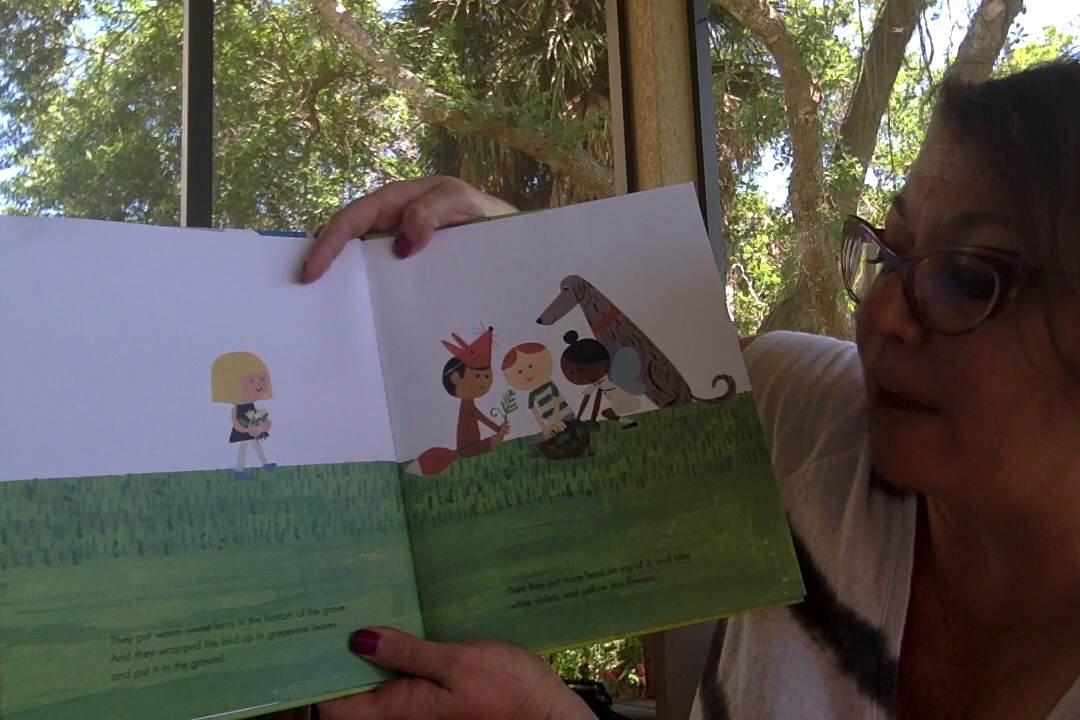 They put warm sweet-ferns in the bottom of the grave.
And they wrapped the bird up in grapevine leaves
and put it in the ground.
Then they put more ferns on top of it, and little
white violets, and yellow star flowers.